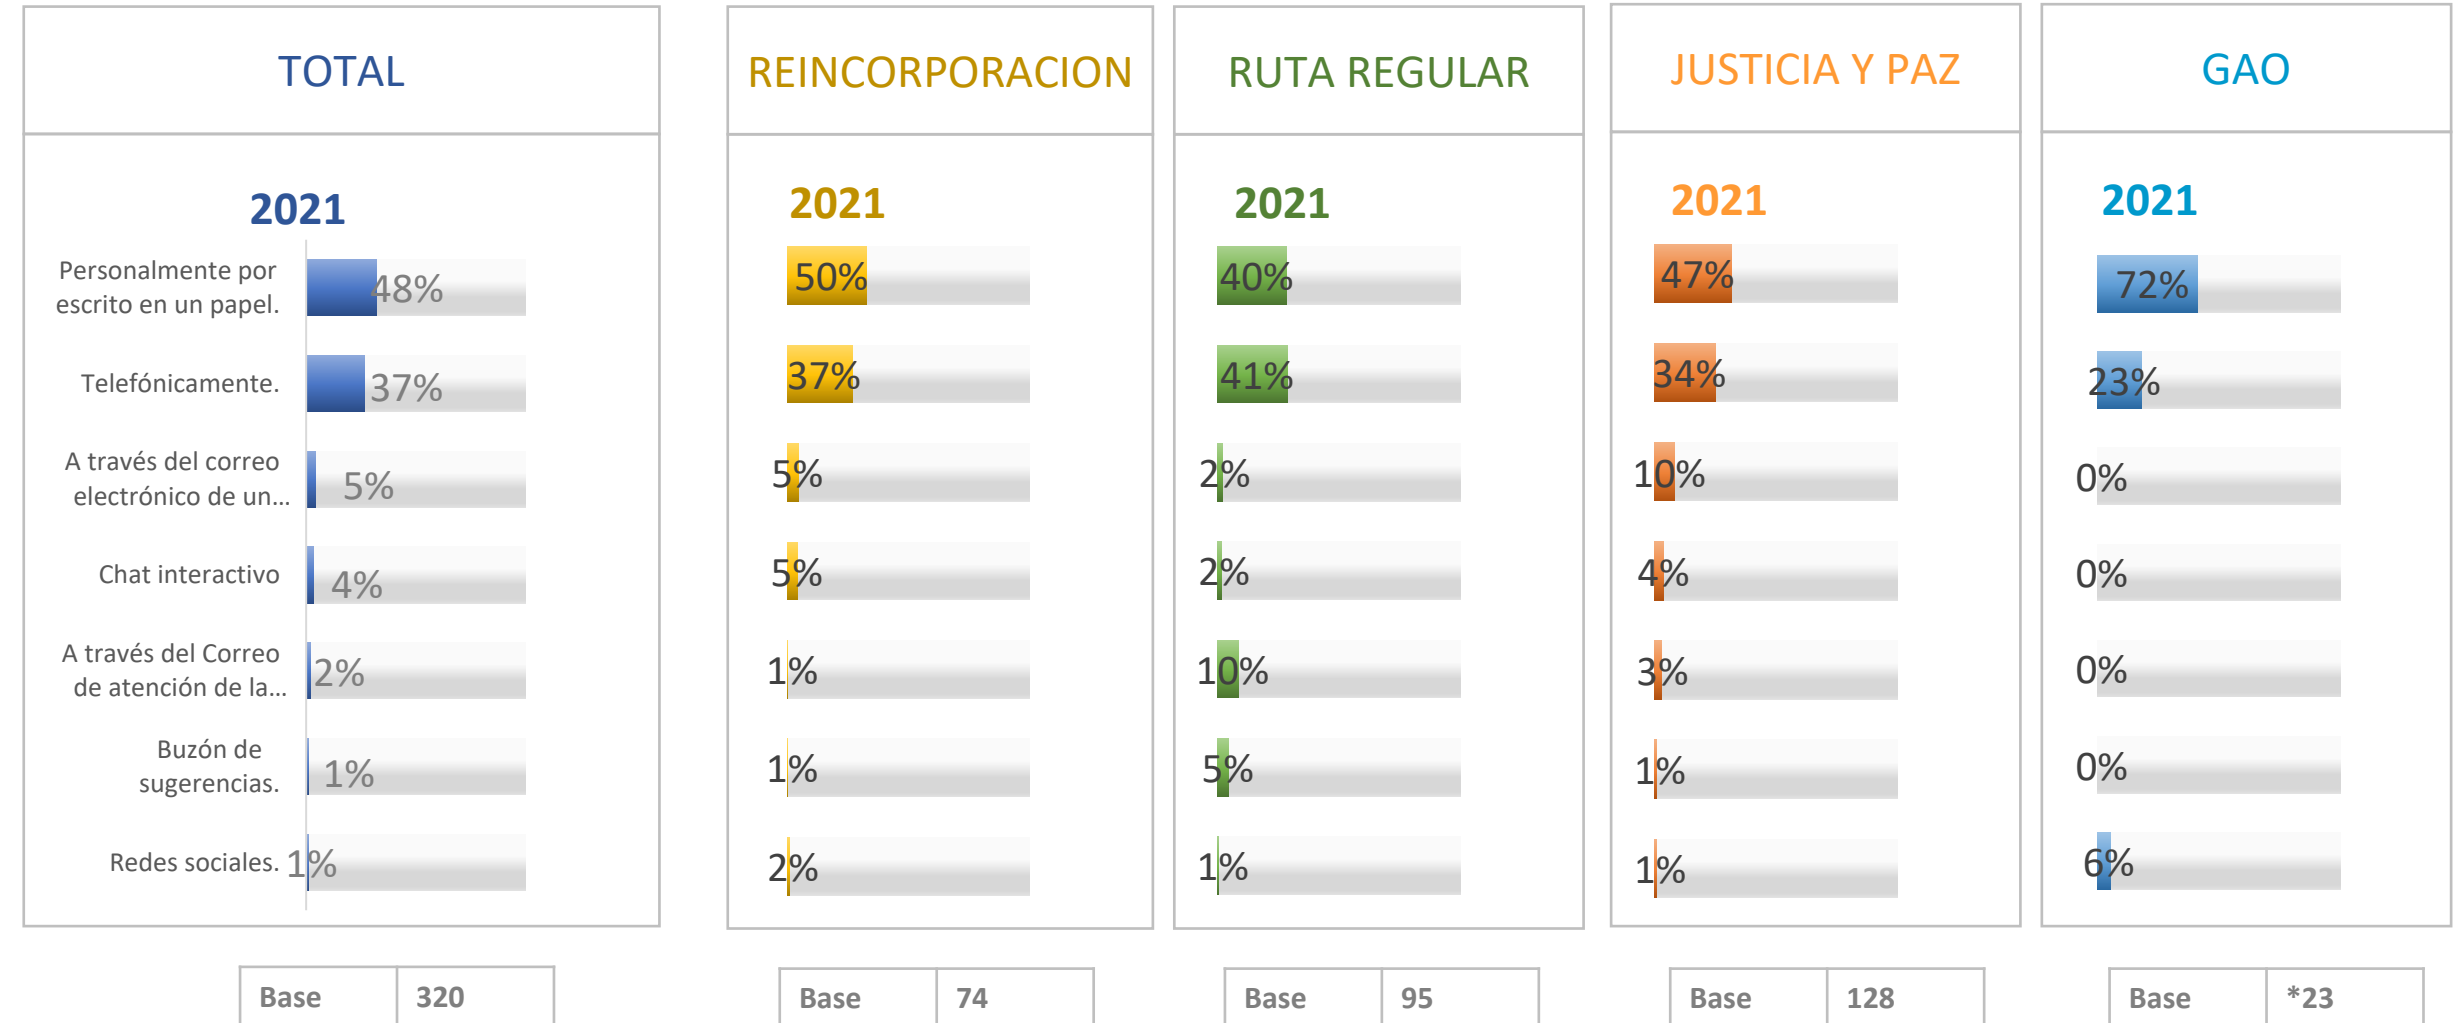 TOTAL
2021
Personalmente por
escrito en un papel.
48%
Telefónicamente.
37%
A través del correo
electrónico de un...
5%
Chat interactivo
4%
A través del Correo
de atención de la...
2%
Buzón de
sugerencias.
1%
Redes sociales.
1%
Base 320
REINCORPORACION
2021
50%
37%
5%
5%
1%
1%
2%
Base 74
RUTA REGULAR
2021
40%
41%
2%
2%
10%
5%
1%
Base 95
JUSTICIA Y PAZ
2021
47%
34%
10%
4%
3%
1%
1%
Base 128
GAO
2021
72%
23%
0%
0%
0%
0%
6%
Base *23